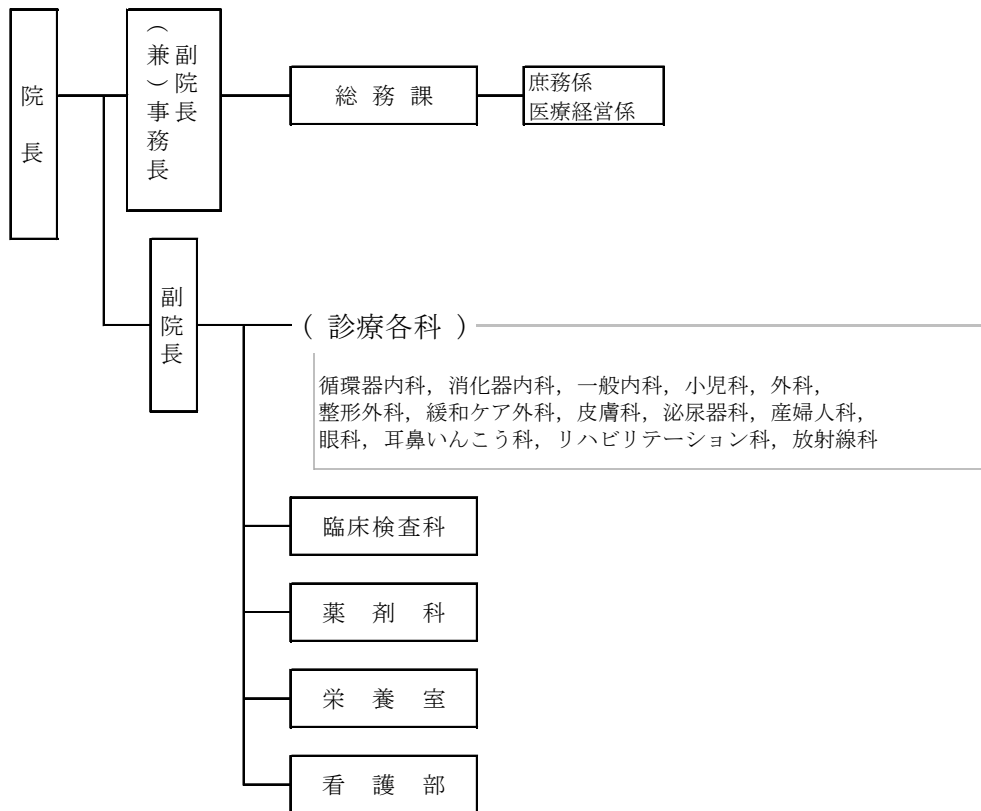 院長
副院長
（兼）事務長
総務課
庶務係
医療経営係
副院長
（ 診療各科 ）
循環器内科，消化器内科，一般内科，小児科，外科，
整形外科，緩和ケア外科，皮膚科，泌尿器科，産婦人科，
眼科，耳鼻いんこう科，リハビリテーション科，放射線科
臨床検査科
薬剤科
栄養室
看護部